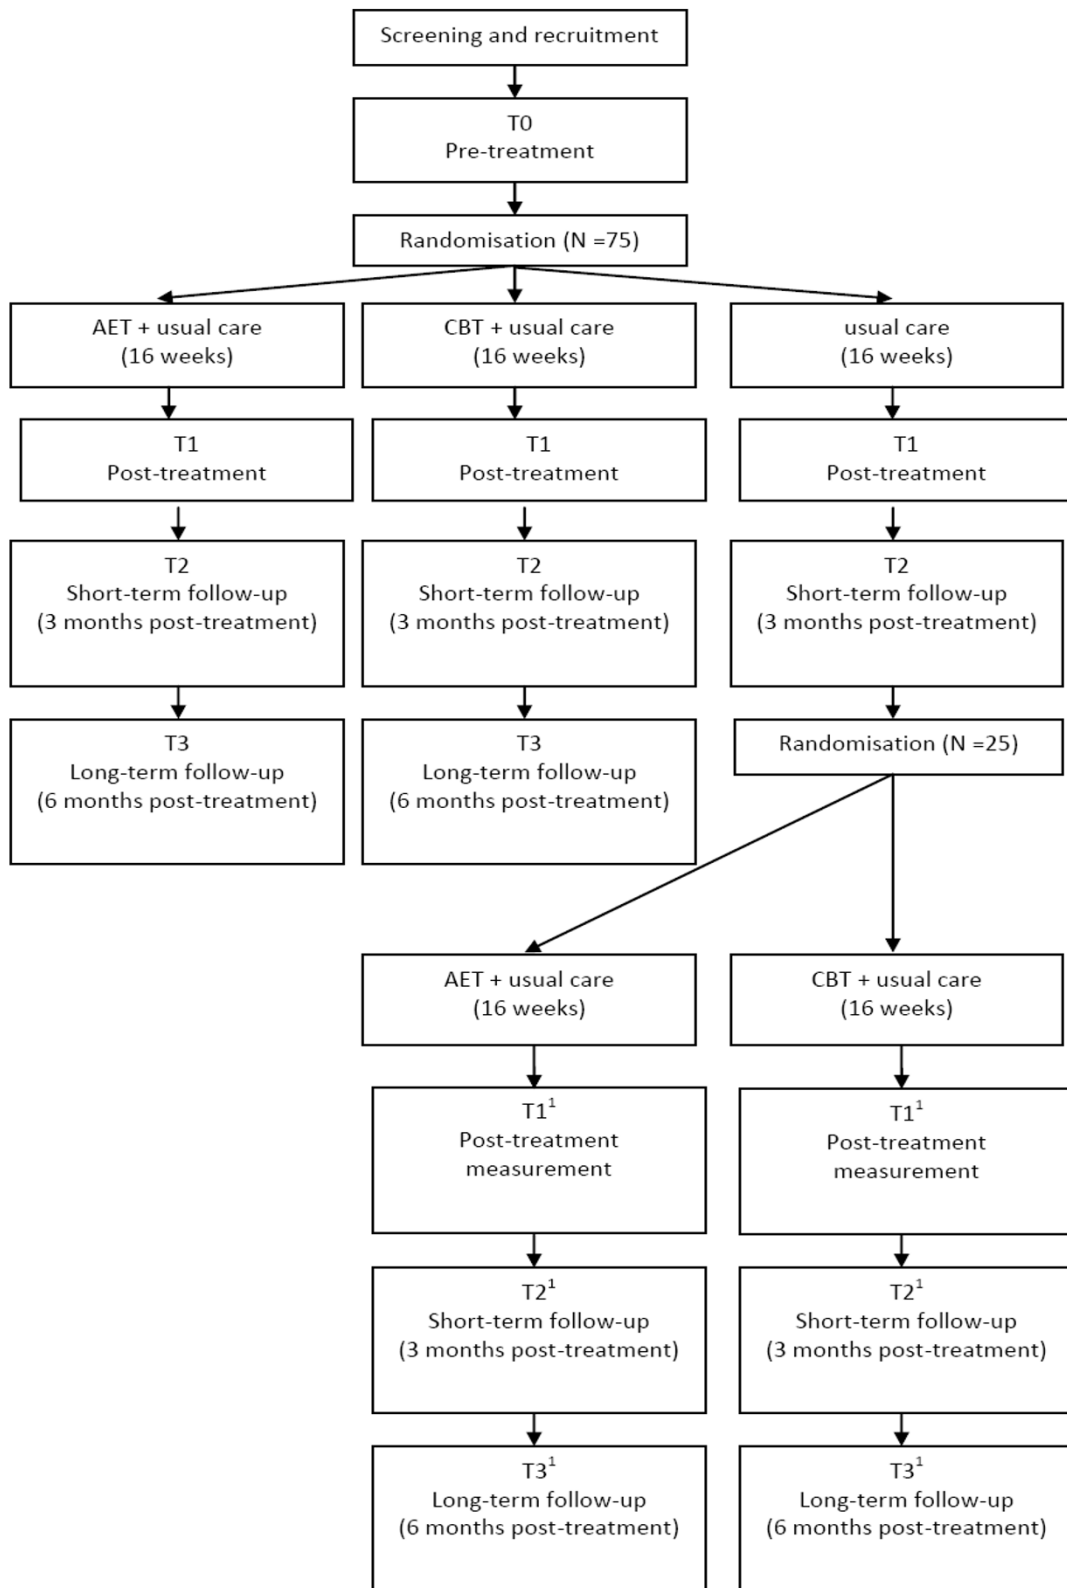 Screening and recruitment
T0
Pre-treatment
Randomisation (N =75)
AET + usual care
(16 weeks)
CBT + usual care
(16 weeks)
usual care
(16 weeks)
T1
Post-treatment
T1
Post-treatment
T1
Post-treatment
T2
Short-term follow-up
(3 months post-treatment)
T2
Short-term follow-up
(3 months post-treatment)
T2
Short-term follow-up
(3 months post-treatment)
T3
Long-term follow-up
(6 months post-treatment)
T3
Long-term follow-up
(6 months post-treatment)
Randomisation (N =25)
AET + usual care
(16 weeks)
CBT + usual care
(16 weeks)
T1¹
Post-treatment
measurement
T1¹
Post-treatment
measurement
T2¹
Short-term follow-up
(3 months post-treatment)
T2¹
Short-term follow-up
(3 months post-treatment)
T3¹
Long-term follow-up
(6 months post-treatment)
T3¹
Long-term follow-up
(6 months post-treatment)